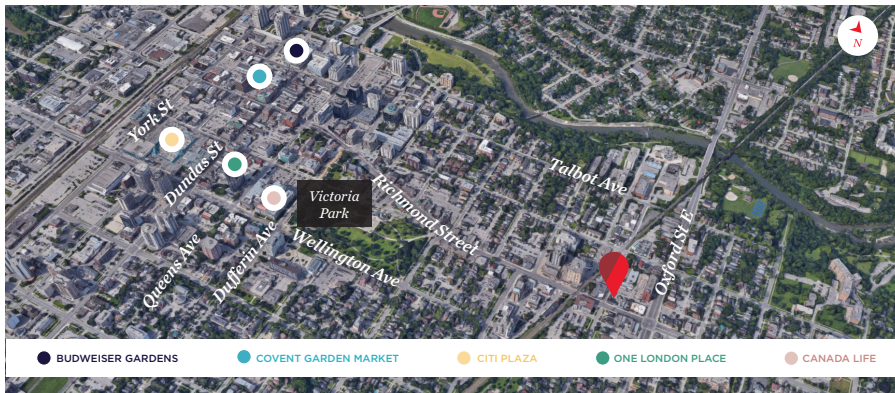 N
York St
Dundas St
Talbot Ave
Victoria
Park
Richmond Street
Oxford St E
Queens Ave
Dufferin Ave
Wellington Ave
BUDWEISER GARDENS
COVENT GARDEN MARKET
CITI PLAZA
ONE LONDON PLACE
CANADA LIFE